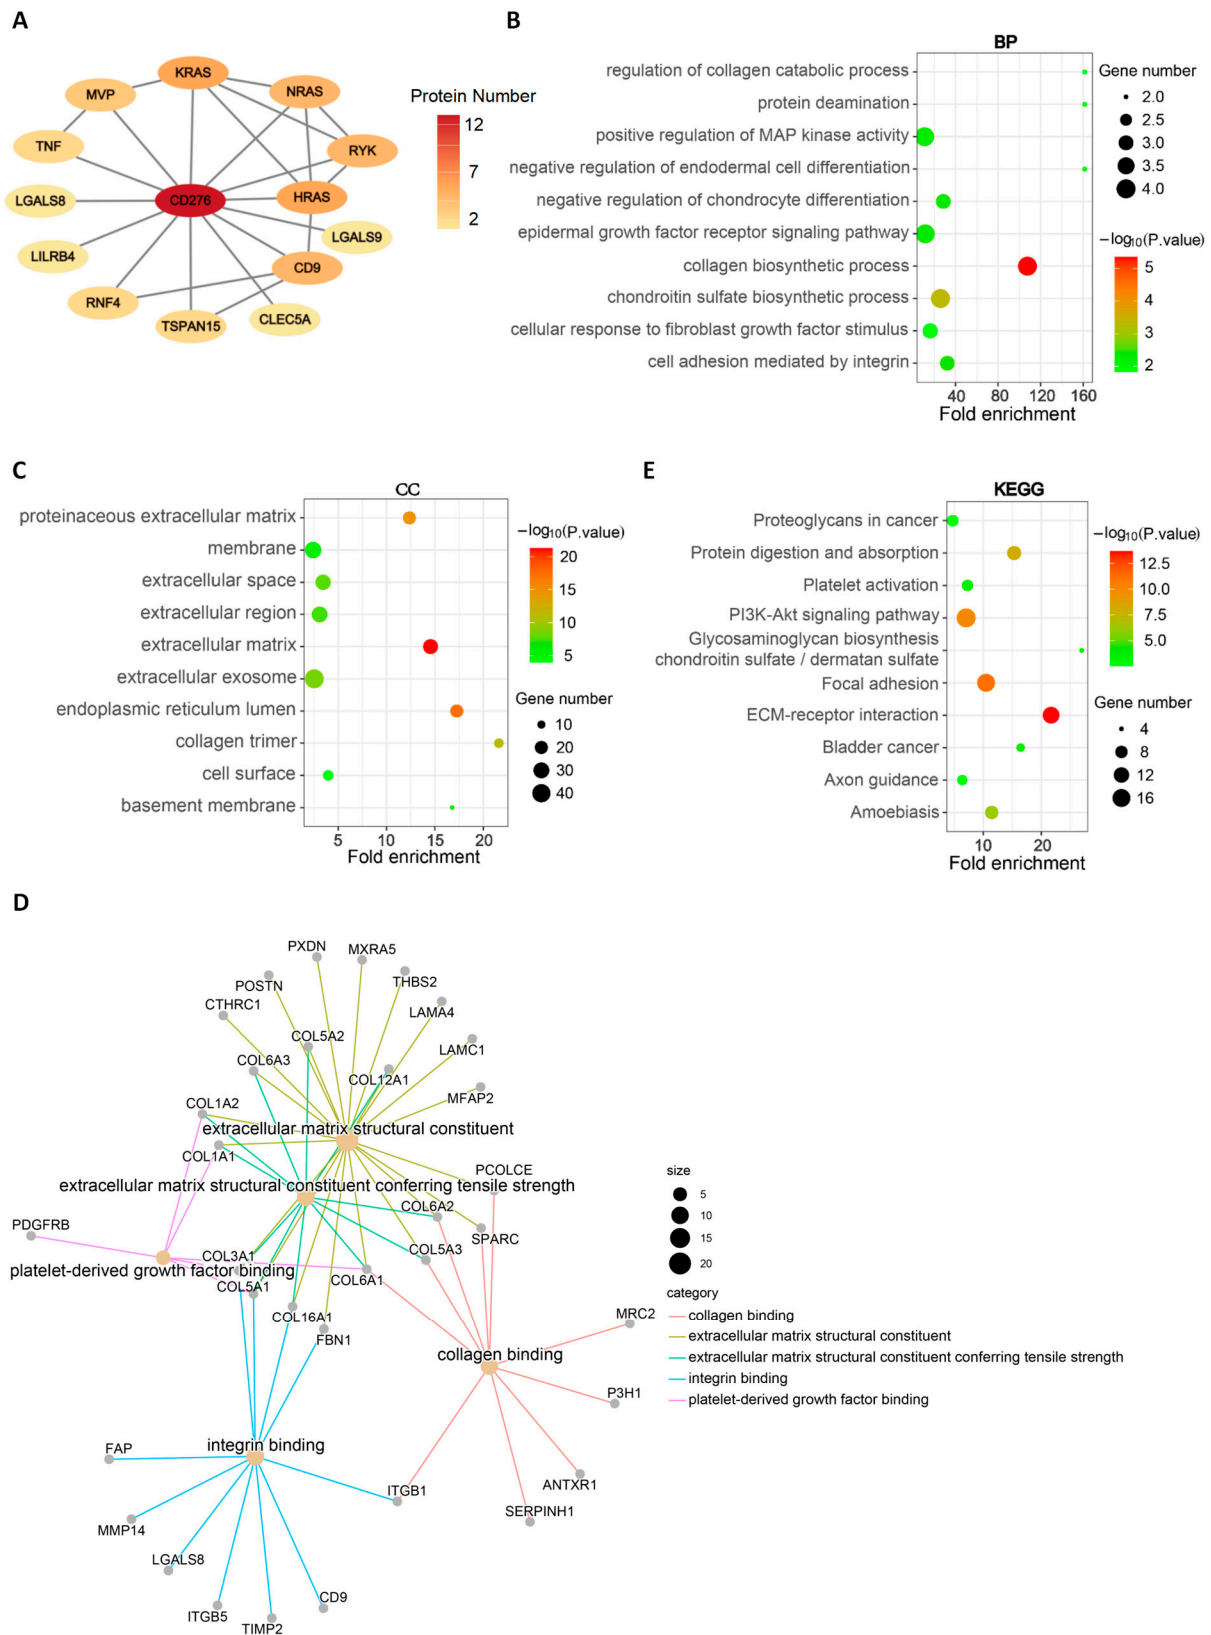 A
KRAS
MVP
NRAS
TNF
RYK
LGALS8
CD276
HRAS
LGALS9
LILRB4
CD9
RNF4
TSPAN15
CLEC5A
Protein Number
12
7
2
B
BP
regulation of collagen catabolic process
protein deamination
positive regulation of MAP kinase activity
negative regulation of endodermal cell differentiation
negative regulation of chondrocyte differentiation
epidermal growth factor receptor signaling pathway
collagen biosynthetic process
chondroitin sulfate biosynthetic process
cellular response to fibroblast growth factor stimulus
cell adhesion mediated by integrin
40 80 120 160
Fold enrichment
Gene number
2.0
2.5
3.0
3.5
4.0
−log10(P.value)
5
4
3
2
C
CC
proteinaceous extracellular matrix
membrane
extracellular space
extracellular region
extracellular matrix
extracellular exosome
endoplasmic reticulum lumen
collagen trimer
cell surface
basement membrane
5 10 15 20
Fold enrichment
−log10(P.value)
20
15
10
5
Gene number
10
20
30
40
E
KEGG
Proteoglycans in cancer
Protein digestion and absorption
Platelet activation
PI3K-Akt signaling pathway
Glycosaminoglycan biosynthesis
chondroitin sulfate / dermatan sulfate
Focal adhesion
ECM-receptor interaction
Bladder cancer
Axon guidance
Amoebiasis
10 20
Fold enrichment
−log10(P.value)
12.5
10.0
7.5
5.0
Gene number
4
8
12
16
D
PXDN
MXRA5
POSTN
THBS2
CTHRC1
LAMA4
COL5A2
LAMC1
COL6A3
COL12A1
MFAP2
COL1A2
extracellular matrix structural constituent
COL1A1
PCOLCE
extracellular matrix structural constituent conferring tensile strength
COL6A2
PDGFRB
SPARC
COL3A1
COL5A3
platelet-derived growth factor binding
COL6A1
COL5A1
COL16A1
FBN1
MRC2
collagen binding
P3H1
integrin binding
FAP
ITGB1
ANTXR1
SERPINH1
MMP14
LGALS8
CD9
ITGB5
TIMP2
size
5
10
15
20
category
collagen binding
extracellular matrix structural constituent
extracellular matrix structural constituent conferring tensile strength
integrin binding
platelet-derived growth factor binding